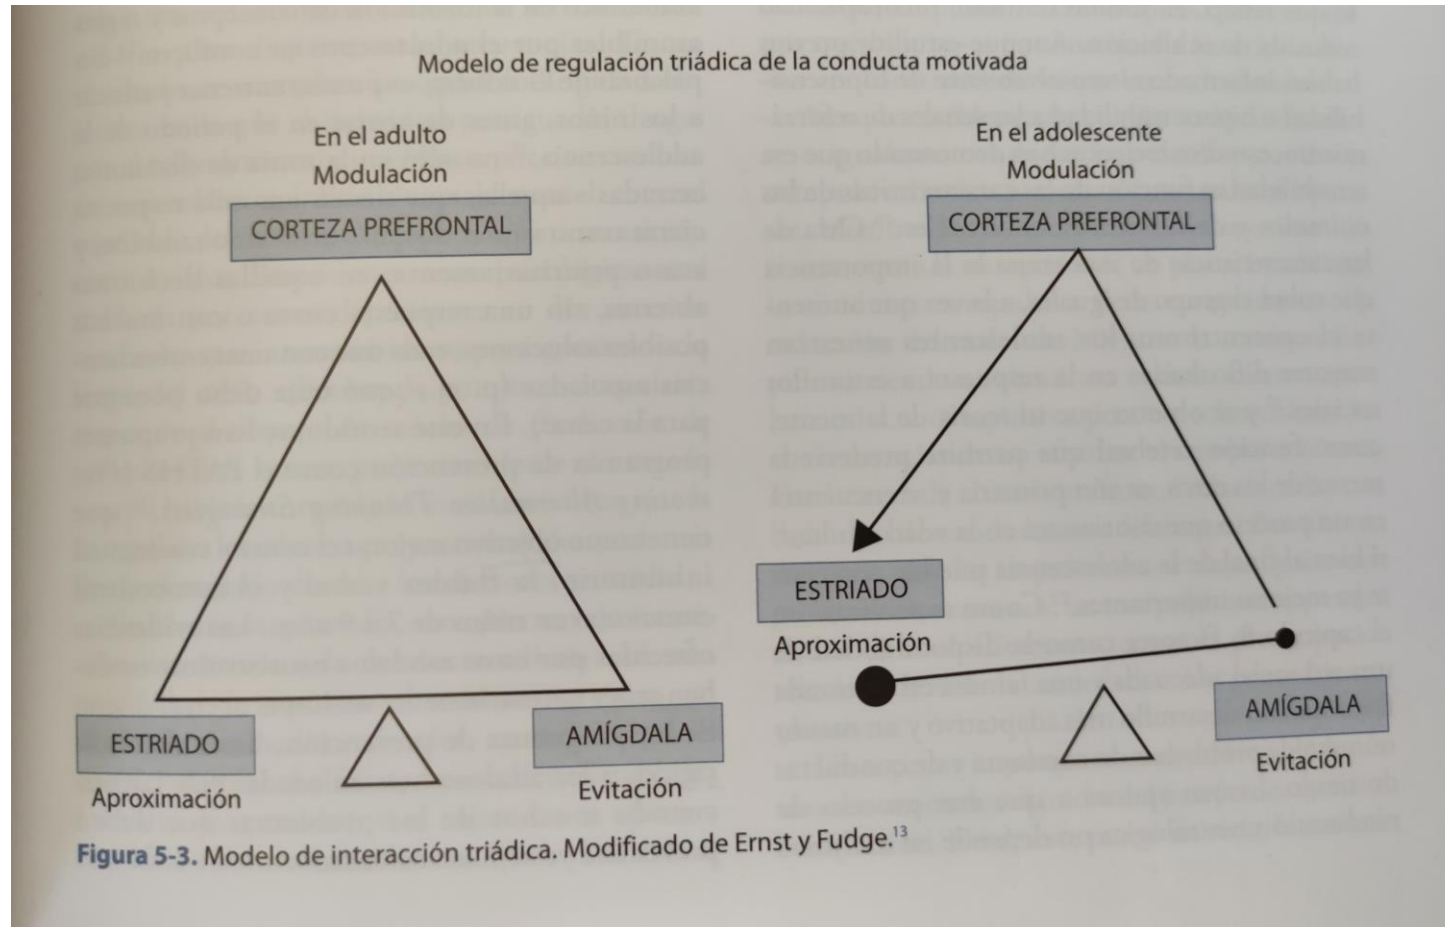 Modelo de regulación triádica de la conducta motivada
En el adulto
Modulación
CORTEZA PREFRONTAL
ESTRIADO
Aproximación
AMÍGDALA
Evitación
En el adolescente
Modulación
CORTEZA PREFRONTAL
ESTRIADO
Aproximación
AMÍGDALA
Evitación
Figura 5-3. Modelo de interacción triádica. Modificado de Ernst y Fudge.13